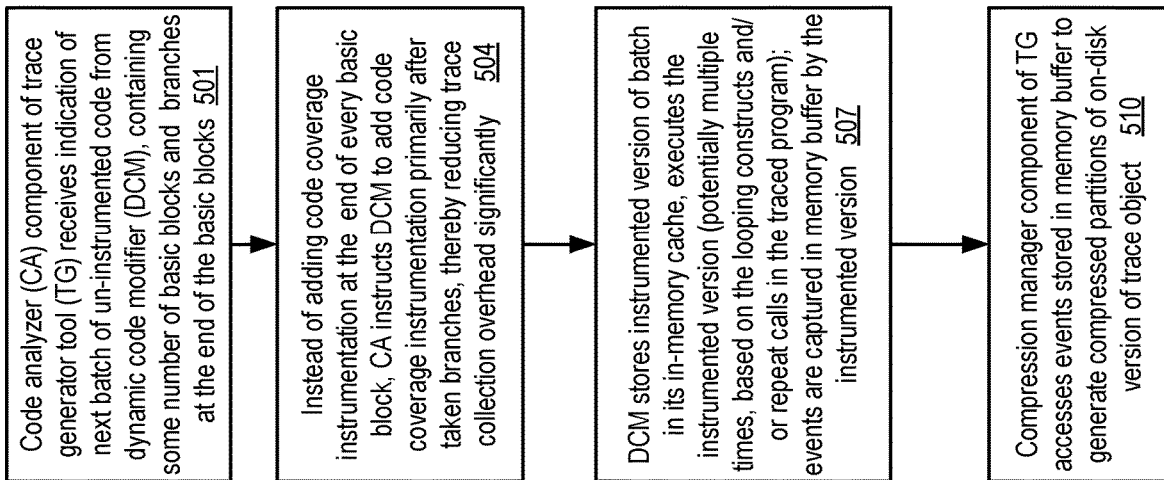 Code analyzer (CA) component of trace
generator tool (TG) receives indication of
next batch of un-instrumented code from
dynamic code modifier (DCM), containing
some number of basic blocks and branches
at the end of the basic blocks 501
Instead of adding code coverage
instrumentation at the end of every basic
block, CA instructs DCM to add code
coverage instrumentation primarily after
taken branches, thereby reducing trace
collection overhead significantly 504
DCM stores instrumented version of batch
in its in-memory cache, executes the
instrumented version (potentially multiple
times, based on the looping constructs and/
or repeat calls in the traced program);
events are captured in memory buffer by the
instrumented version 507
Compression manager component of TG
accesses events stored in memory buffer to
generate compressed partitions of on-disk
version of trace object 510